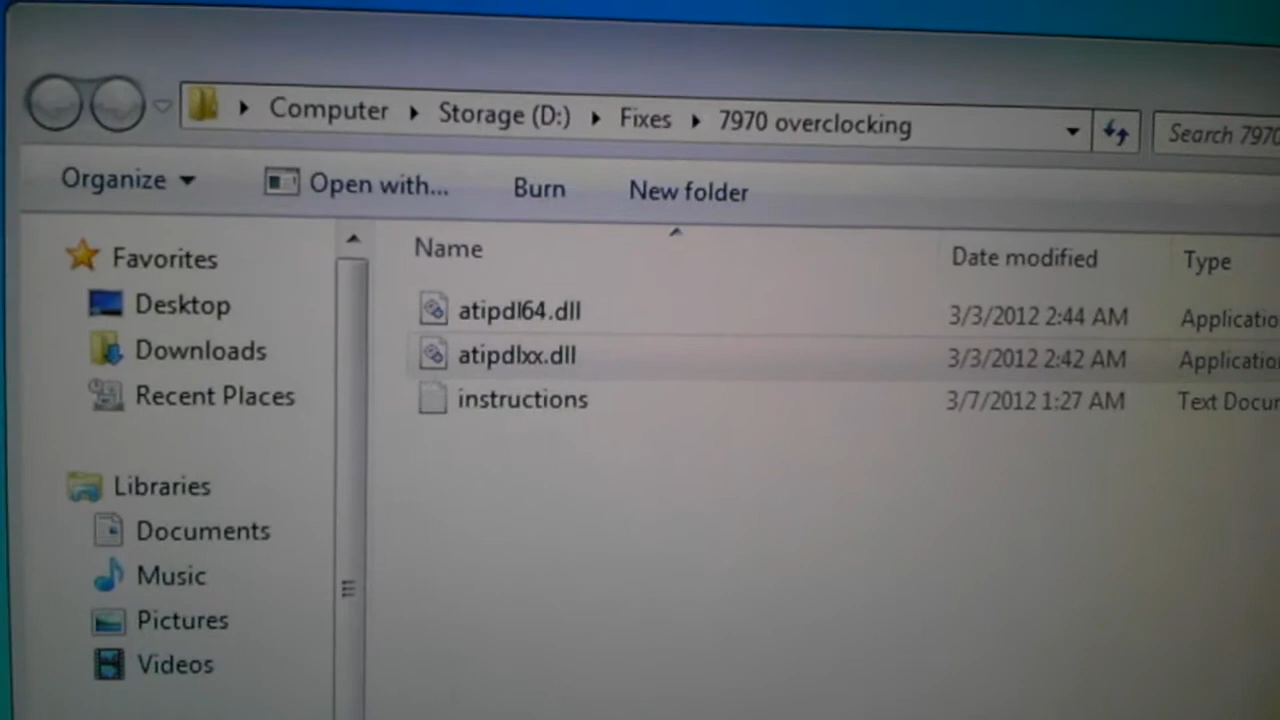 Computer Storage (D:) Fixes 7970 overclocking Search 7970
Organize Open with... Burn New folder
Name Date modified Type
Favorites
Desktop
Downloads
Recent Places
Libraries
Documents
Music
Pictures
Videos
atipdl64.dll 3/3/2012 2:44 AM Applicatio
atipdlxx.dll 3/3/2012 2:42 AM Applicatio
instructions 3/7/2012 1:27 AM Text Docu